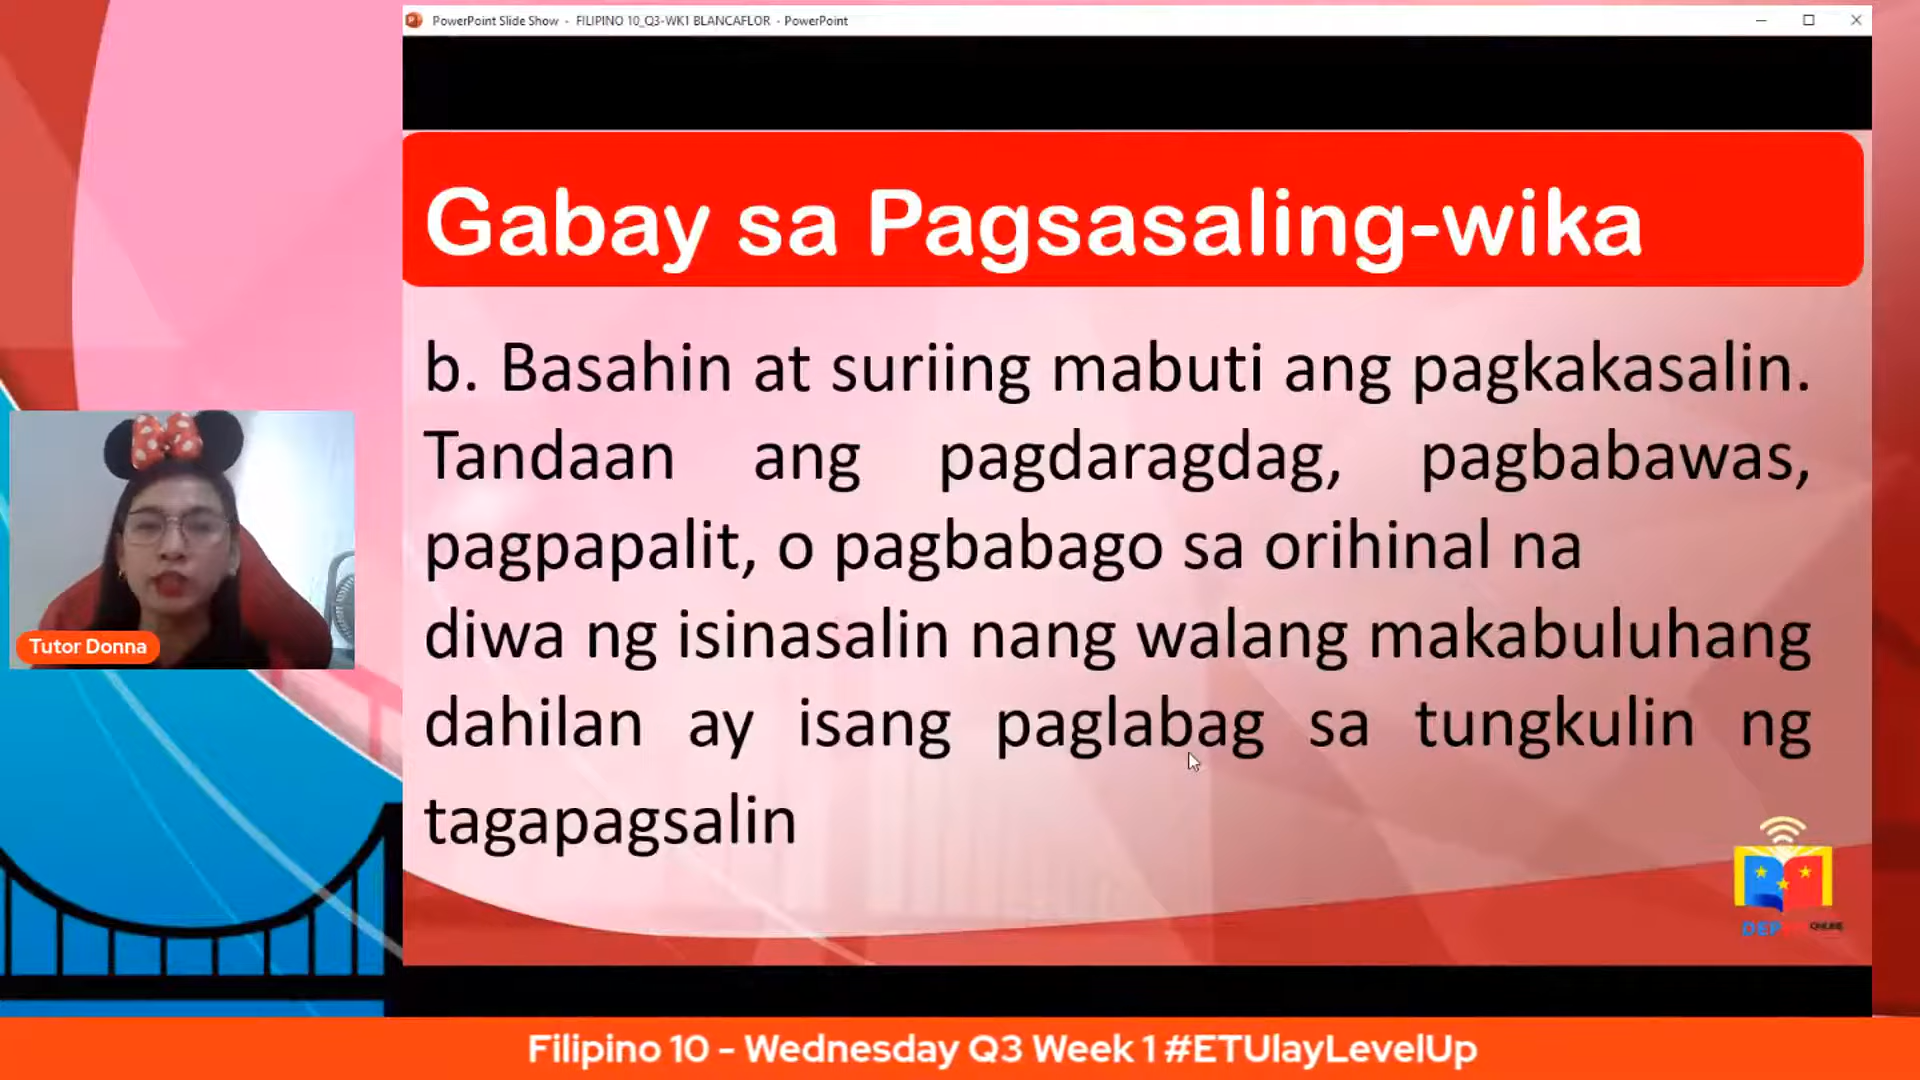 PowerPoint Slide Show - FILIPINO 10_Q3-WK1 BLANCAFLOR - PowerPoint
Gabay sa Pagsasaling-wika
b. Basahin at suriing mabuti ang pagkakasalin.
Tandaan ang pagdaragdag, pagbabawas,
pagpapalit, o pagbabago sa orihinal na
diwa ng isinasalin nang walang makabuluhang
dahilan ay isang paglabag sa tungkulin ng
tagapagsalin
Tutor Donna
DEP ONLINE
Filipino 10 - Wednesday Q3 Week 1 #ETUlayLevelUp